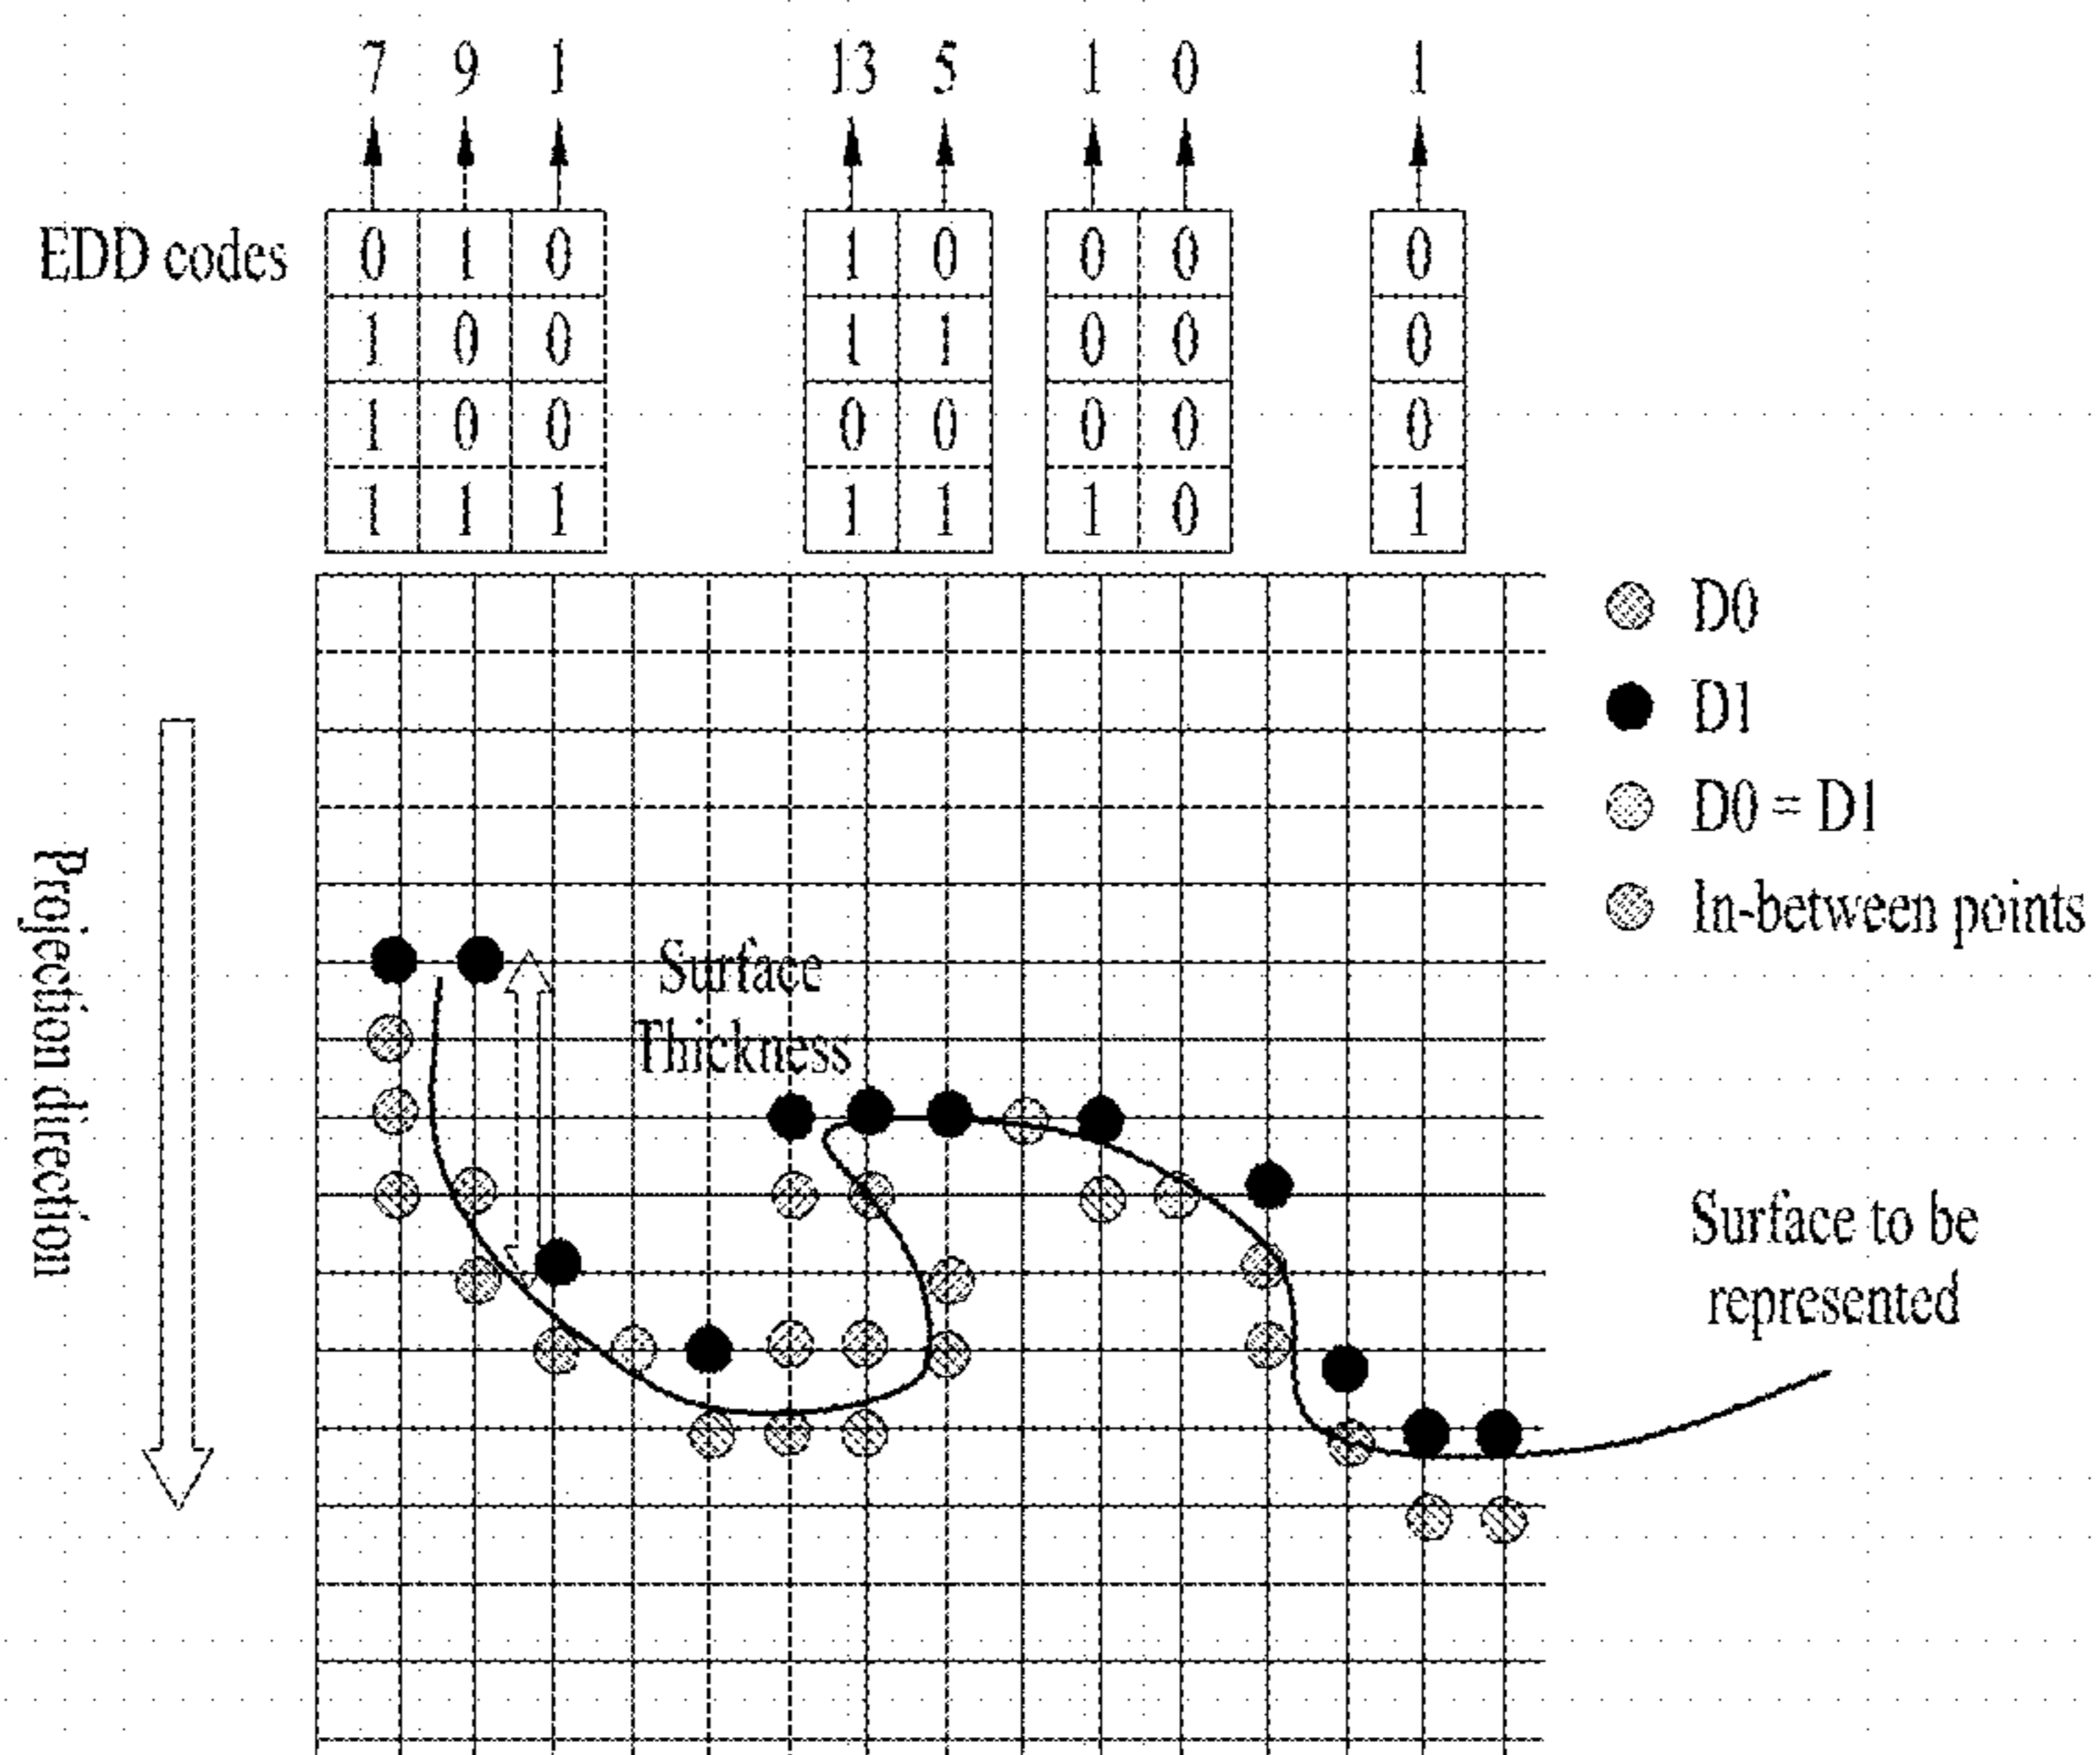 7 9 1 13 5 1 0 1
EDD codes
0 1 0 1 0 0 0 0
1 0 0 1 1 0 0 0
1 0 0 0 0 0 0 0
1 1 1 1 1 1 0 1
D0
D1
D0 = D1
In-between points
Projection direction
Surface
Thickness
Surface to be
represented